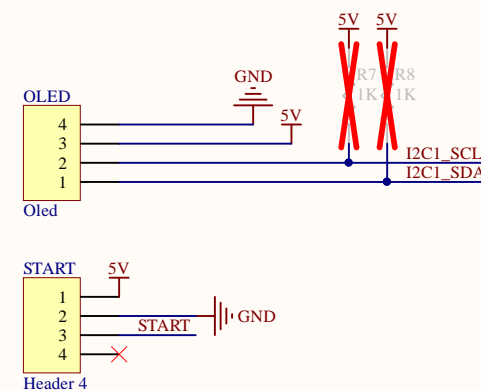 5V 5V
R7 R8
1K 1K
GND
OLED
5V
4
3
2
1
I2C1_SCL
I2C1_SDA
Oled
START
5V
1
2
3
4
GND
START
Header 4